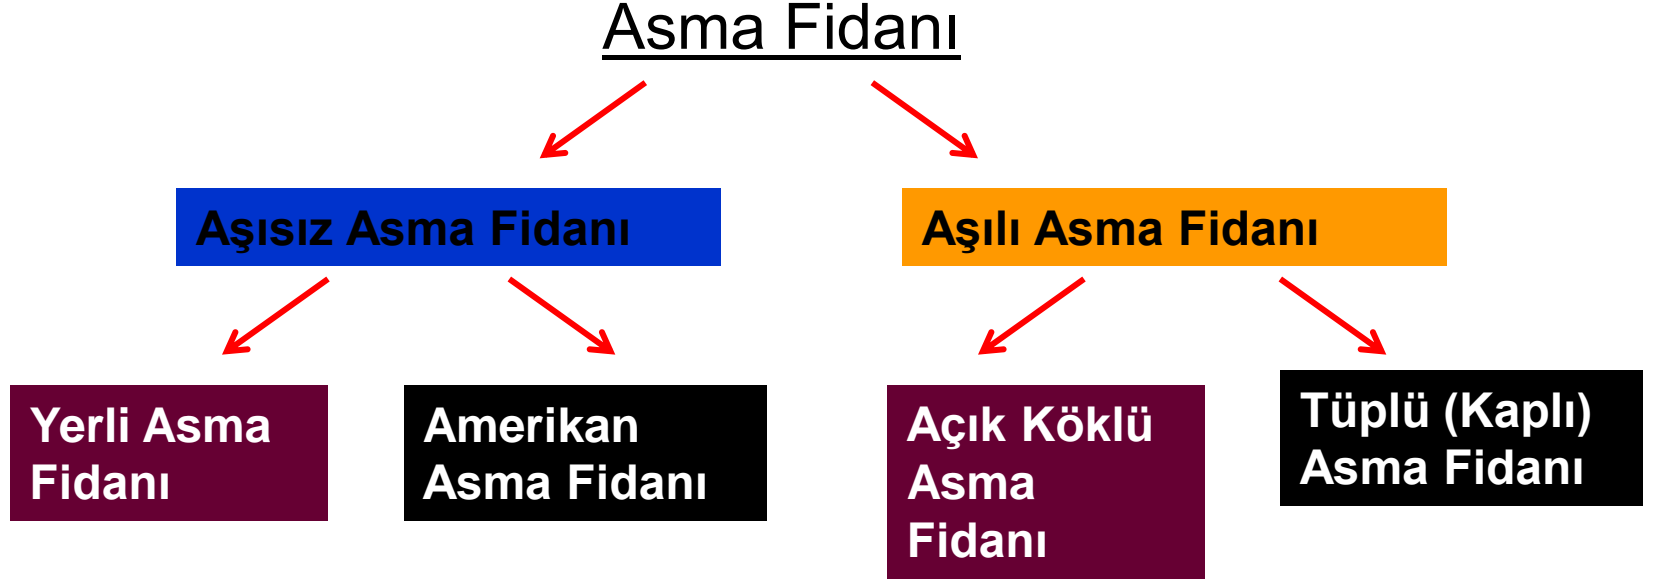 Asma Fidanı
Aşısız Asma Fidanı
Aşılı Asma Fidanı
Yerli Asma
Fidanı
Amerikan
Asma Fidanı
Açık Köklü
Asma
Fidanı
Tüplü (Kaplı)
Asma Fidanı